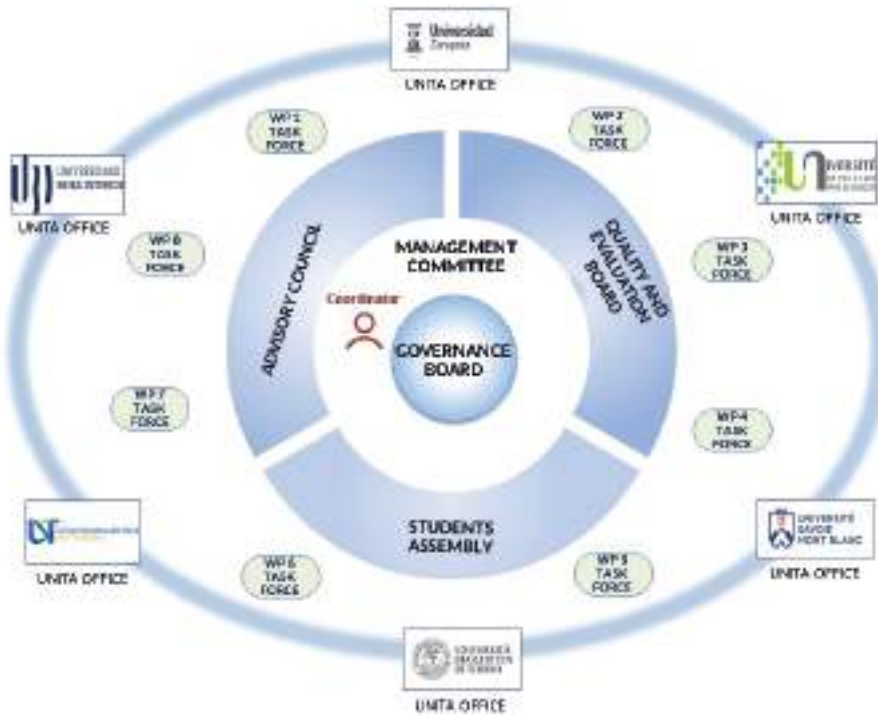 Universidad
Zaragoza
UNITA OFFICE
WP 1
TASK
FORCE
WP 2
TASK
FORCE
UNITA OFFICE
UNITA OFFICE
WP 8
TASK
FORCE
WP 3
TASK
FORCE
ADVISORY COUNCIL
MANAGEMENT
COMMITTEE
QUALITY AND
EVALUATION
BOARD
Coordinator
GOVERNANCE
BOARD
WP 7
TASK
FORCE
WP 4
TASK
FORCE
STUDENTS
ASSEMBLY
UNIVERSITÉ
SAVOIE
MONT BLANC
UNITA OFFICE
UNITA OFFICE
WP 6
TASK
FORCE
WP 5
TASK
FORCE
UNITA OFFICE